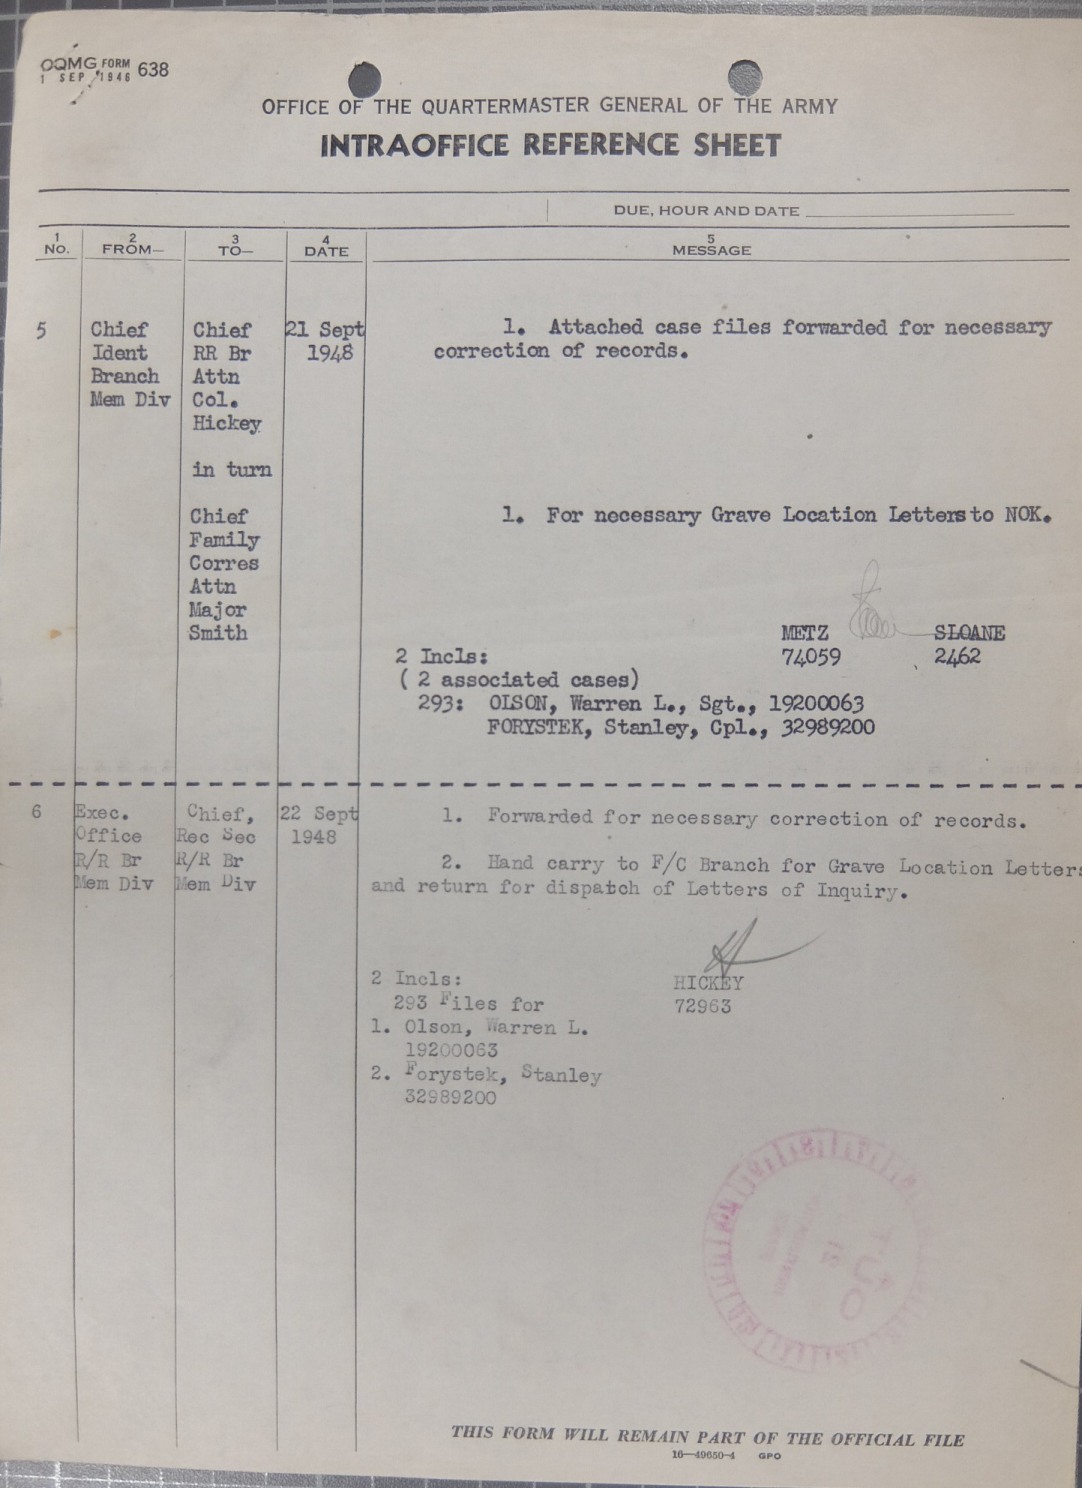 OQMG FORM 638
1 SEP 1946
OFFICE OF THE QUARTERMASTER GENERAL OF THE ARMY
INTRAOFFICE REFERENCE SHEET
DUE, HOUR AND DATE
1 NO.
2 FROM—
3 TO—
4 DATE
5 MESSAGE
5
Chief
Ident
Branch
Mem Div
Chief
RR Br
Attn
Col.
Hickey
in turn
Chief
Family
Corres
Attn
Major
Smith
21 Sept
1948
1. Attached case files forwarded for necessary
correction of records.
1. For necessary Grave Location Letters to NOK.
METZ SLOANE
74059 2462
2 Incls:
( 2 associated cases)
293: OLSON, Warren L., Sgt., 19200063
FORYSTEK, Stanley, Cpl., 32989200
6
Exec.
Office
R/R Br
Mem Div
Chief,
Rec Sec
R/R Br
Mem Div
22 Sept
1948
1. Forwarded for necessary correction of records.
2. Hand carry to F/C Branch for Grave Location Letters
and return for dispatch of Letters of Inquiry.
HICKEY
72963
2 Incls:
293 Files for
1. Olson, Warren L.
19200063
2. Forystek, Stanley
32989200
THIS FORM WILL REMAIN PART OF THE OFFICIAL FILE
16—49650-4 GPO